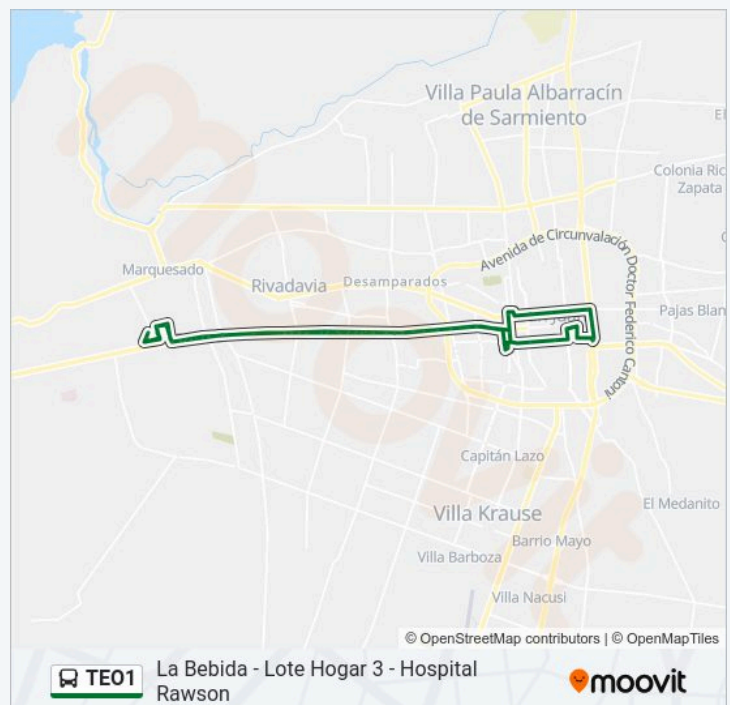 Villa Paula Albarracín
de Sarmiento
Colonia Ric
Zapata
Avenida de Circunvalación Doctor Federico Cantoni
Marquesado
Rivadavia
Desamparados
Pajas Blan
Capitán Lazo
El Medanito
Villa Krause
Barrio Mayo
Villa Barboza
Villa Nacusi
moovit
© OpenStreetMap contributors | © OpenMapTiles
TEO1
La Bebida - Lote Hogar 3 - Hospital
Rawson
moovit